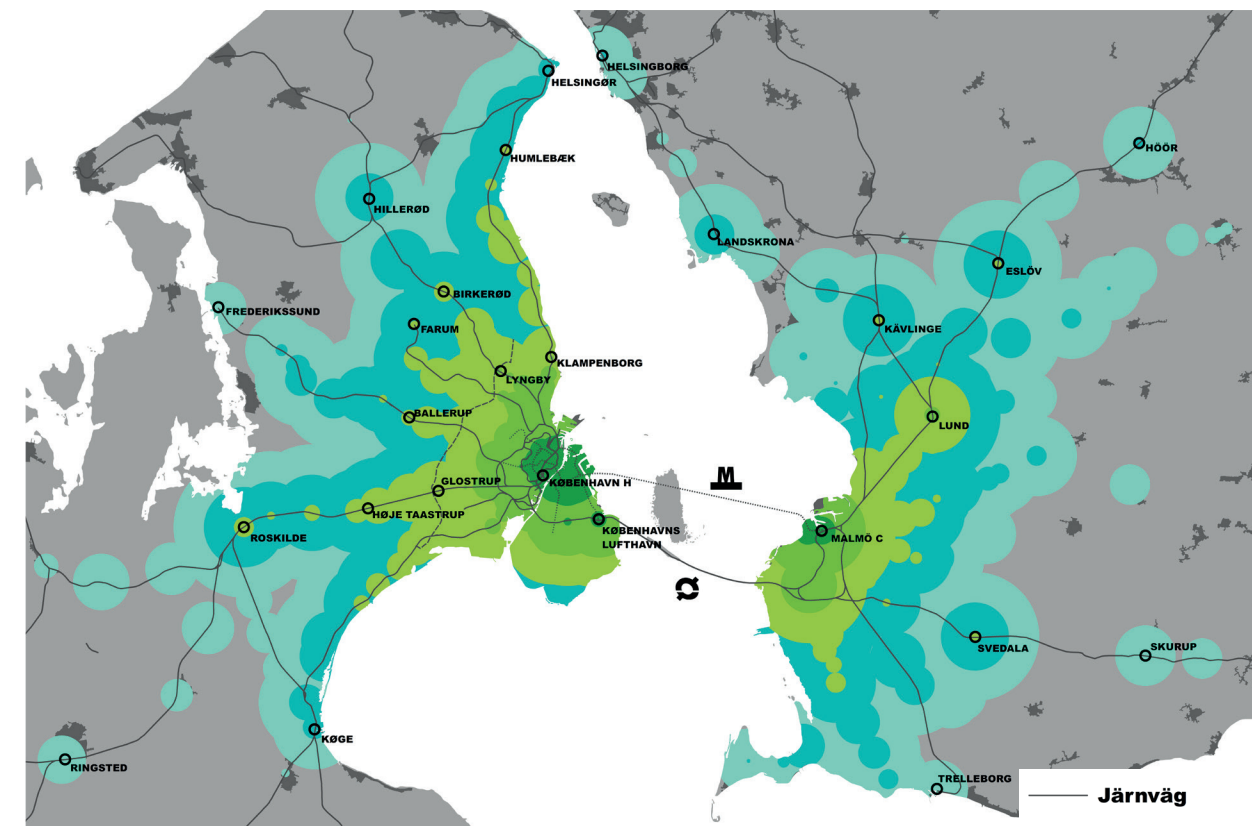 HELSINGBORG
HELSINGØR
HÖÖR
HUMLEBÆK
HILLERØD
LANDSKRONA
ESLÖV
BIRKERØD
FREDERIKSSUND
FARUM
KÄVLINGE
KLAMPENBORG
LYNGBY
BALLERUP
LUND
M
KØBENHAVN H
GLOSTRUP
HØJE TAASTRUP
KØBENHAVNS
LUFTHAVN
ROSKILDE
MALMÖ C
Ø
SVEDALA
SKURUP
KØGE
RINGSTED
TRELLEBORG
Järnväg